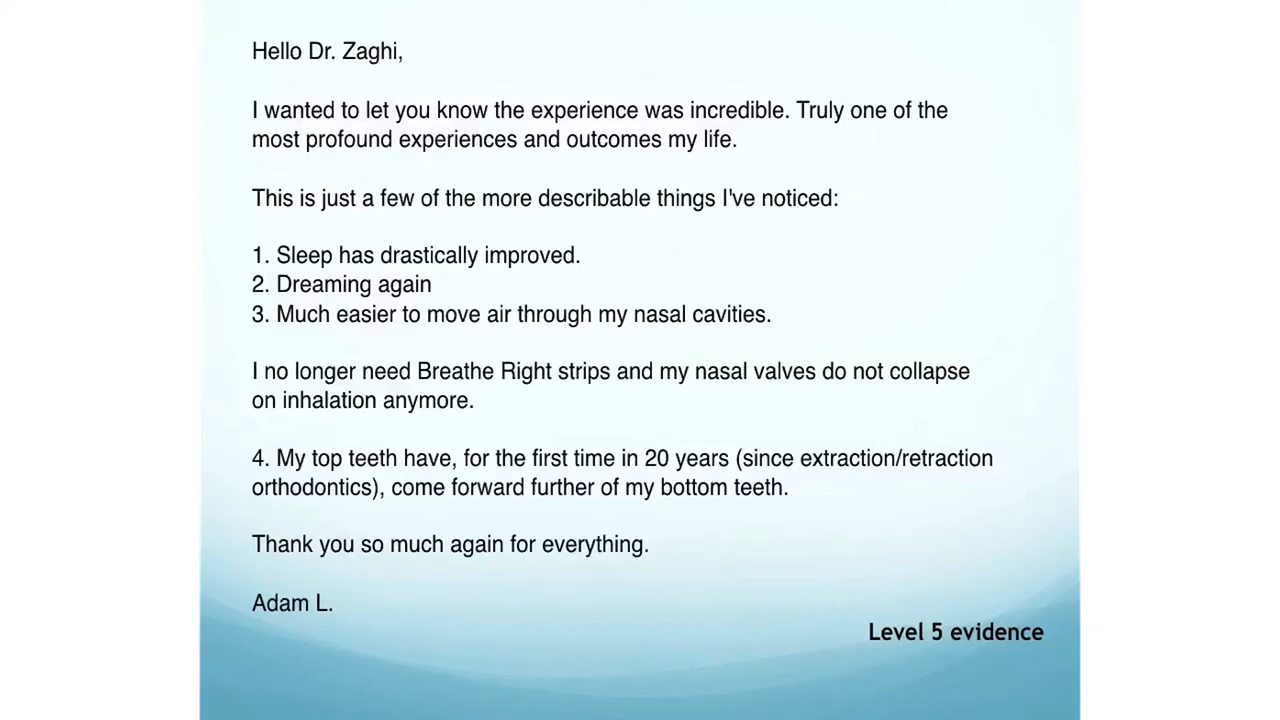 Hello Dr. Zaghi,
I wanted to let you know the experience was incredible. Truly one of the
most profound experiences and outcomes my life.
This is just a few of the more describable things I've noticed:
1. Sleep has drastically improved.
2. Dreaming again
3. Much easier to move air through my nasal cavities.
I no longer need Breathe Right strips and my nasal valves do not collapse
on inhalation anymore.
4. My top teeth have, for the first time in 20 years (since extraction/retraction
orthodontics), come forward further of my bottom teeth.
Thank you so much again for everything.
Adam L.
Level 5 evidence